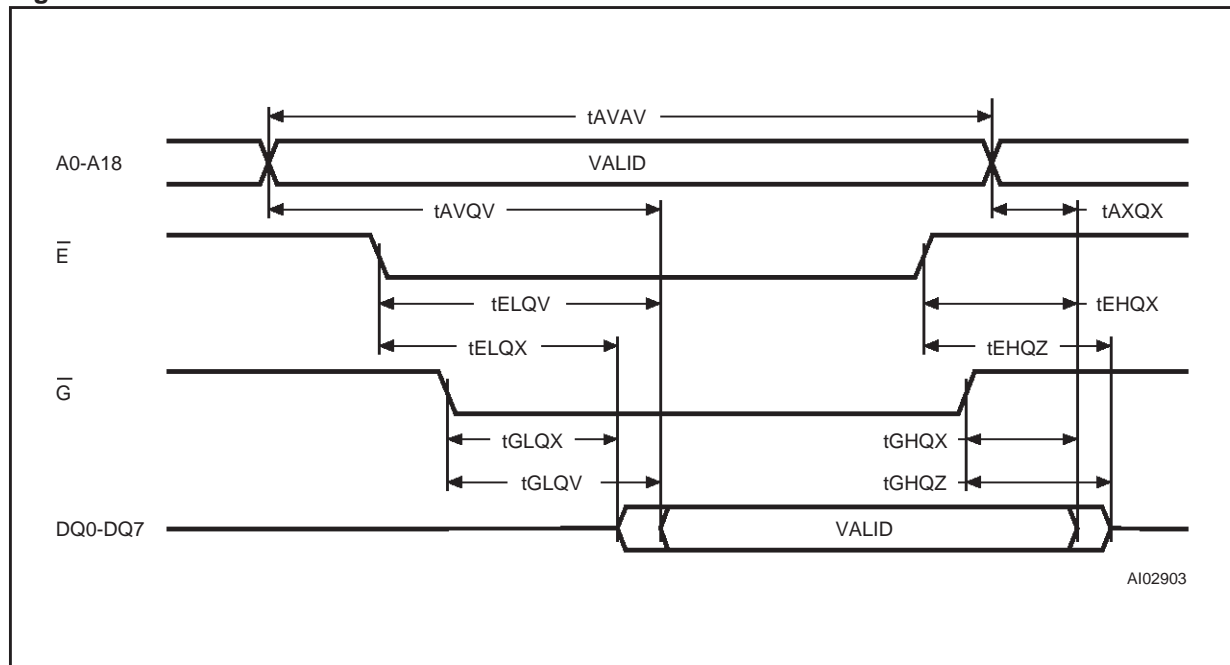 tAVAV
A0-A18
VALID
tAVQV
tAXQX
E
tELQV
tEHQX
tELQX
tEHQZ
G
tGLQX
tGHQX
tGLQV
tGHQZ
DQ0-DQ7
VALID
AI02903